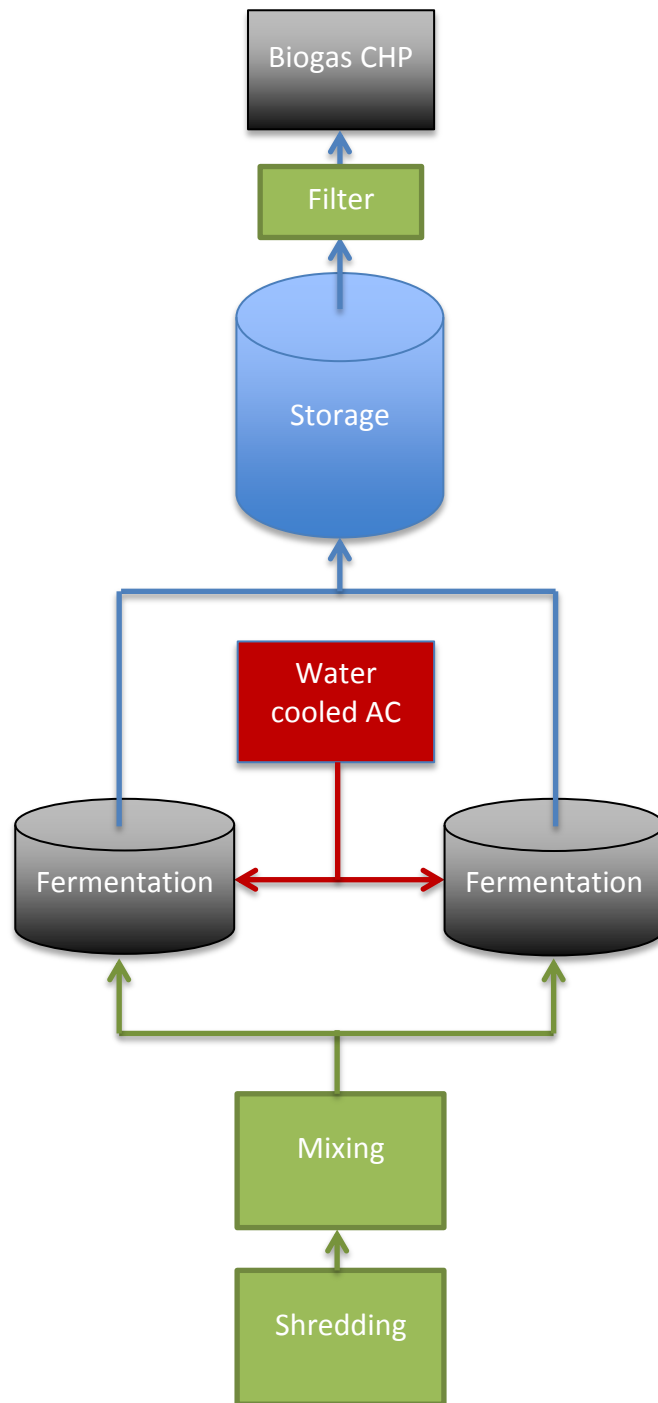 Biogas CHP
Filter
Storage
Water
cooled AC
Fermentation
Fermentation
Mixing
Shredding